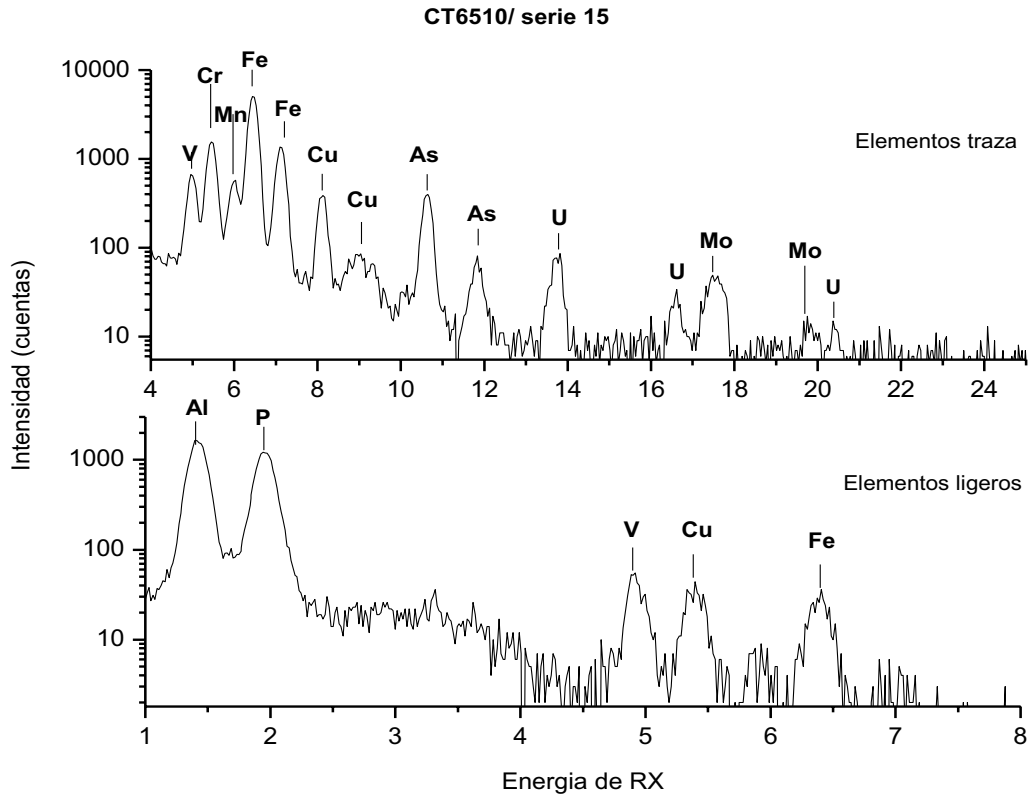 CT6510/ serie 15
Intensidad (cuentas)
10000
1000
100
10
V
Cr
Mn
Fe
Fe
Cu
Cu
As
As
U
U
Mo
Mo
U
Elementos traza
4 6 8 10 12 14 16 18 20 22 24
1000
100
10
Al
P
V
Cu
Fe
Elementos ligeros
1 2 3 4 5 6 7 8
Energia de RX